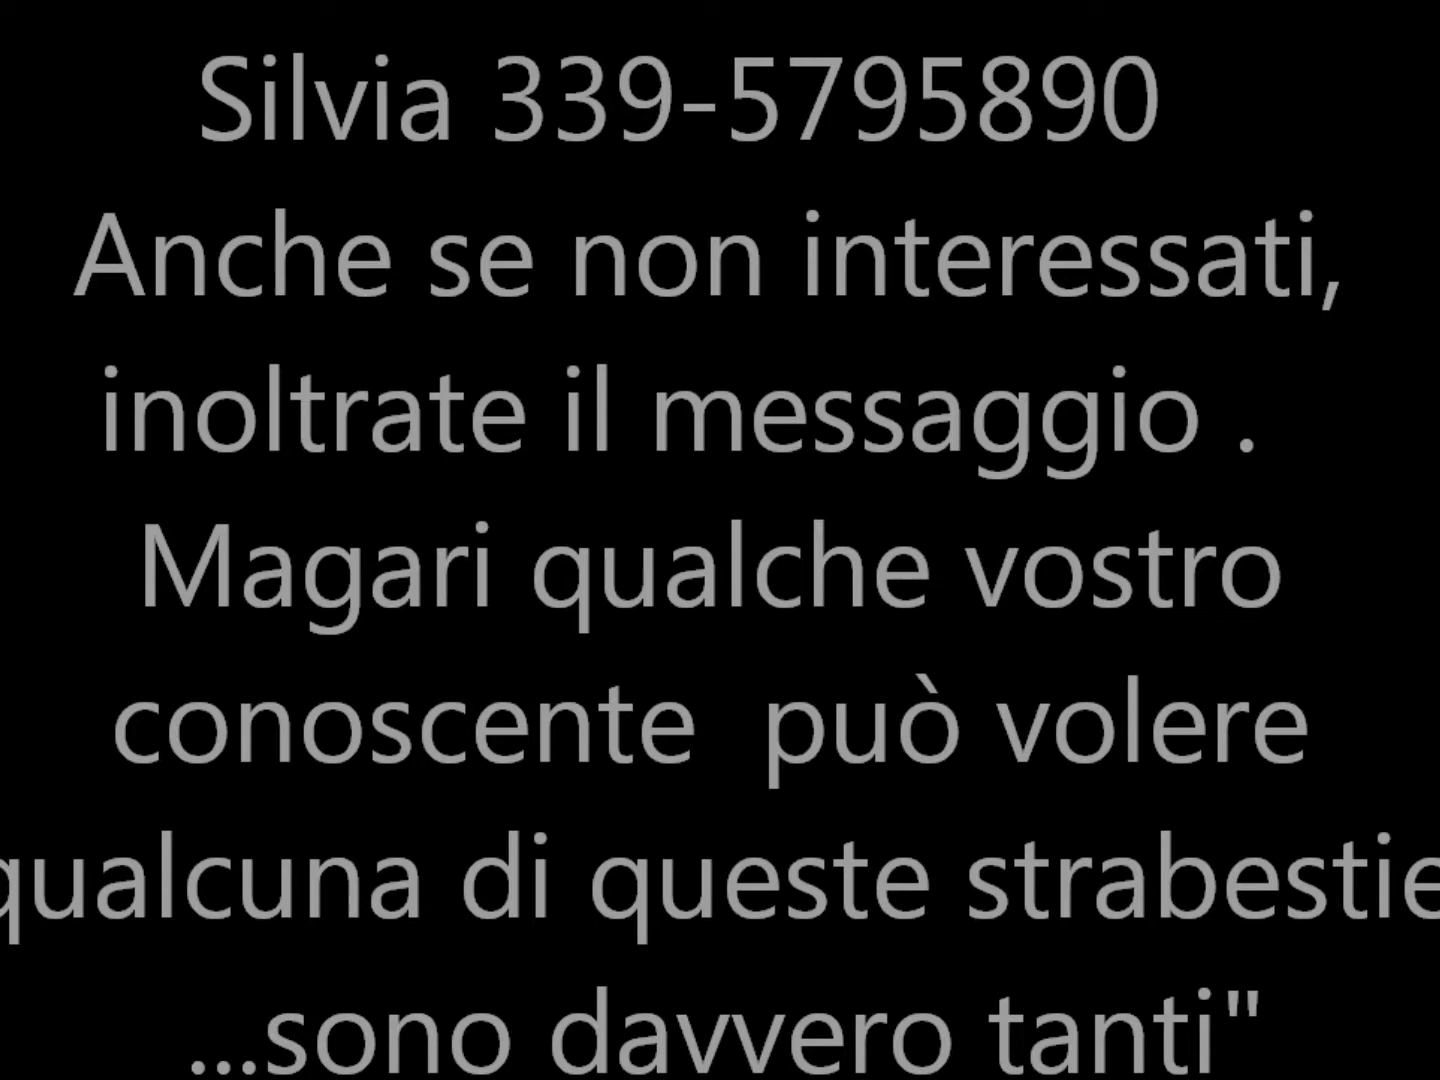 Silvia 339-5795890
Anche se non interessati,
inoltrate il messaggio .
Magari qualche vostro
conoscente  può volere
qualcuna di queste strabestie
...sono davvero tanti"